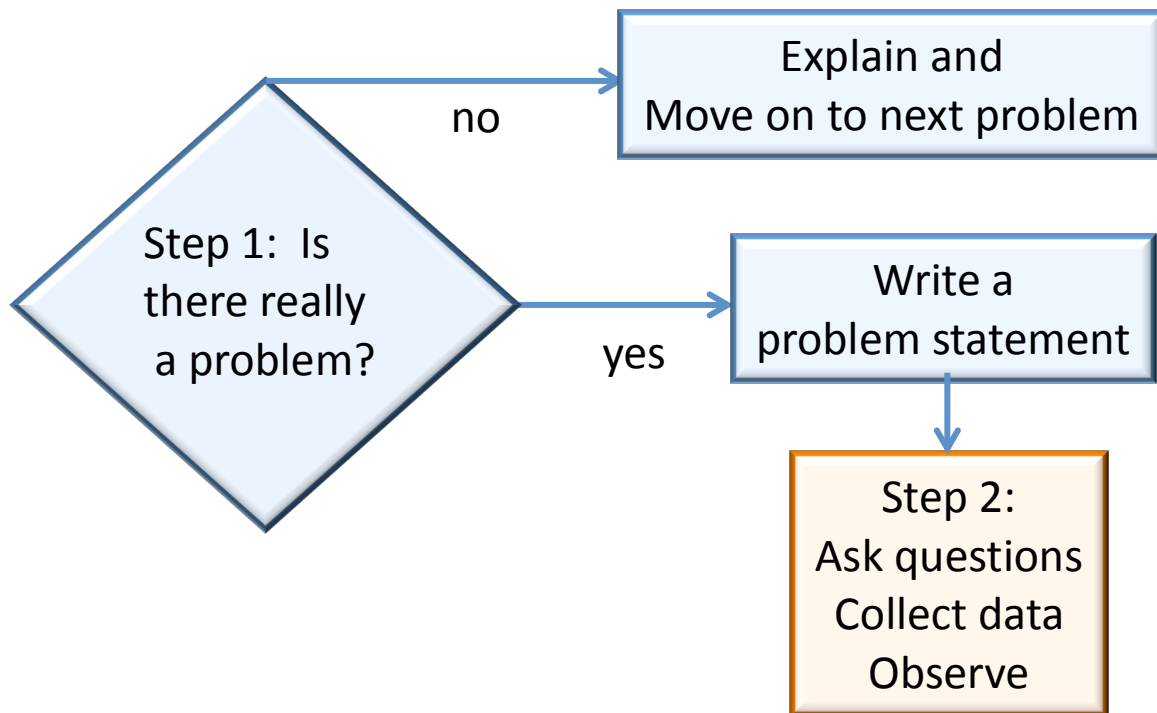 Explain and
Move on to next problem
no
Step 1:  Is
there really
a problem?
Write a
problem statement
yes
Step 2:
Ask questions
Collect data
Observe